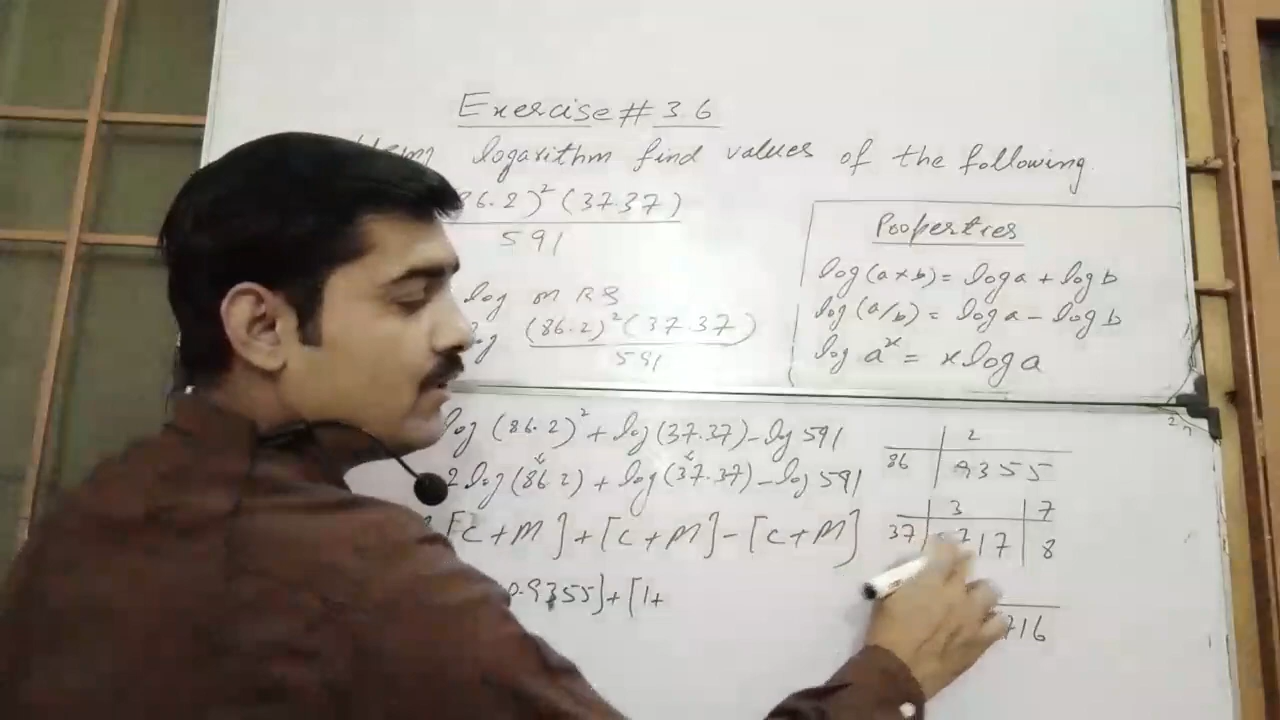 Exercise # 3.6
logarithm find values of the following.
86.2)² (37.37)
591
log on RS
(86.2)² (37.37)
591
log (86.2)² + log (37.37) - log 591
2 log (86.2) + log (37.37) - log 591
[C + M] + [C + M] - [C + M]
0.9355] + [1 +
Properties
log (a × b) = log a + log b
log (a/b) = log a - log b
log aˣ = x log a
2
86 9355
3 7
37 717 8
716